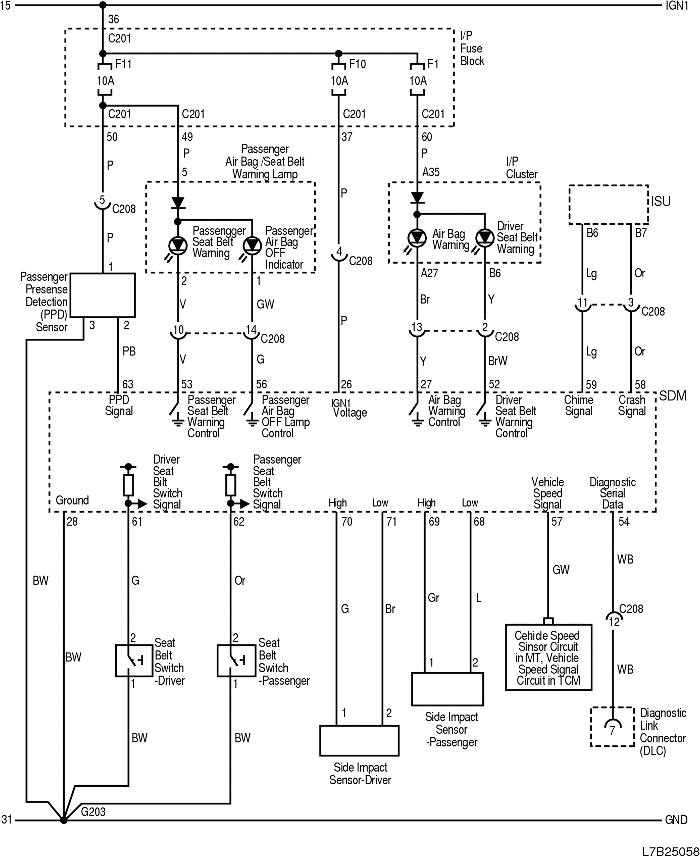 15 IGN1
36
C201
I/P
Fuse
Block
F11 F10 F1
10A 10A 10A
C201 C201 C201 C201
50 49 37 60
P P P P
Passenger
Air Bag /Seat Belt
Warning Lamp
5 A35
I/P
Cluster
5 C208
P
ISU
Passengger
Seat Belt
Warning
Passenger
Air Bag
OFF
Indicator
Air Bag
Warning
Driver
Seat Belt
Warning
B6 B7
4 C208
1
Passenger
Presense
Detection
(PPD)
Sensor
3 2
2 1 A27 B6
V GW Br Y
Lg Or
11 3 C208
10 14 C208
13 2 C208
PB V G P Y BrW Lg Or
63 53 56 26 27 52 59 58
SDM
PPD
Signal
Passenger
Seat Belt
Warning
Control
Passenger
Air Bag
OFF Lamp
Control
IGN1
Voltage
Air Bag
Warning
Control
Driver
Seat Belt
Warning
Control
Chime
Signal
Crash
Signal
Driver
Seat
Bilt
Switch
Signal
Passenger
Seat
Belt
Switch
Signal
Ground
High Low High Low
Vehicle
Speed
Signal
Diagnostic
Serial
Data
28 61 62 70 71 69 68 57 54
BW BW G Or G Br Gr L GW WB
C208
12
WB
2
Seat
Belt
Switch
-Driver
1
2
Seat
Belt
Switch
-Passenger
1
BW BW
1 2
Side Impact
Sensor-Driver
1 2
Side Impact
Sensor
-Passenger
Cehicle Speed
Sinsor Circuit
in MT, Vehicle
Speed Signal
Circuit in TCM
7
Diagnostic
Link
Connector
(DLC)
G203
31 GND
L7B25058